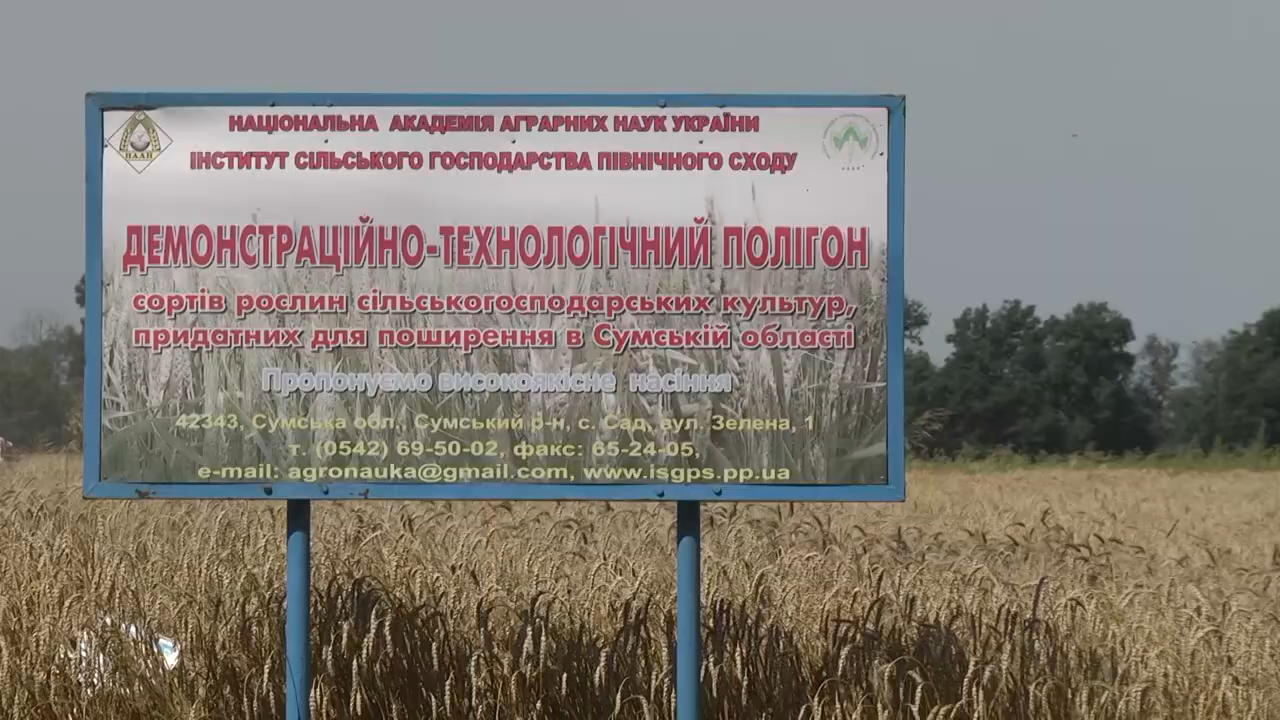 НАЦІОНАЛЬНА АКАДЕМІЯ АГРАРНИХ НАУК УКРАЇНИ
ІНСТИТУТ СІЛЬСЬКОГО ГОСПОДАРСТВА ПІВНІЧНОГО СХОДУ
НААН
ДЕМОНСТРАЦІЙНО-ТЕХНОЛОГІЧНИЙ ПОЛІГОН
сортів рослин сільськогосподарських культур,
придатних для поширення в Сумській області
Пропонуємо високоякісне насіння
42343, Сумська обл., Сумський р-н, с. Сад, вул. Зелена, 1
т. (0542) 69-50-02, факс: 65-24-05,
e-mail: agronauka@gmail.com, www.isgps.pp.ua